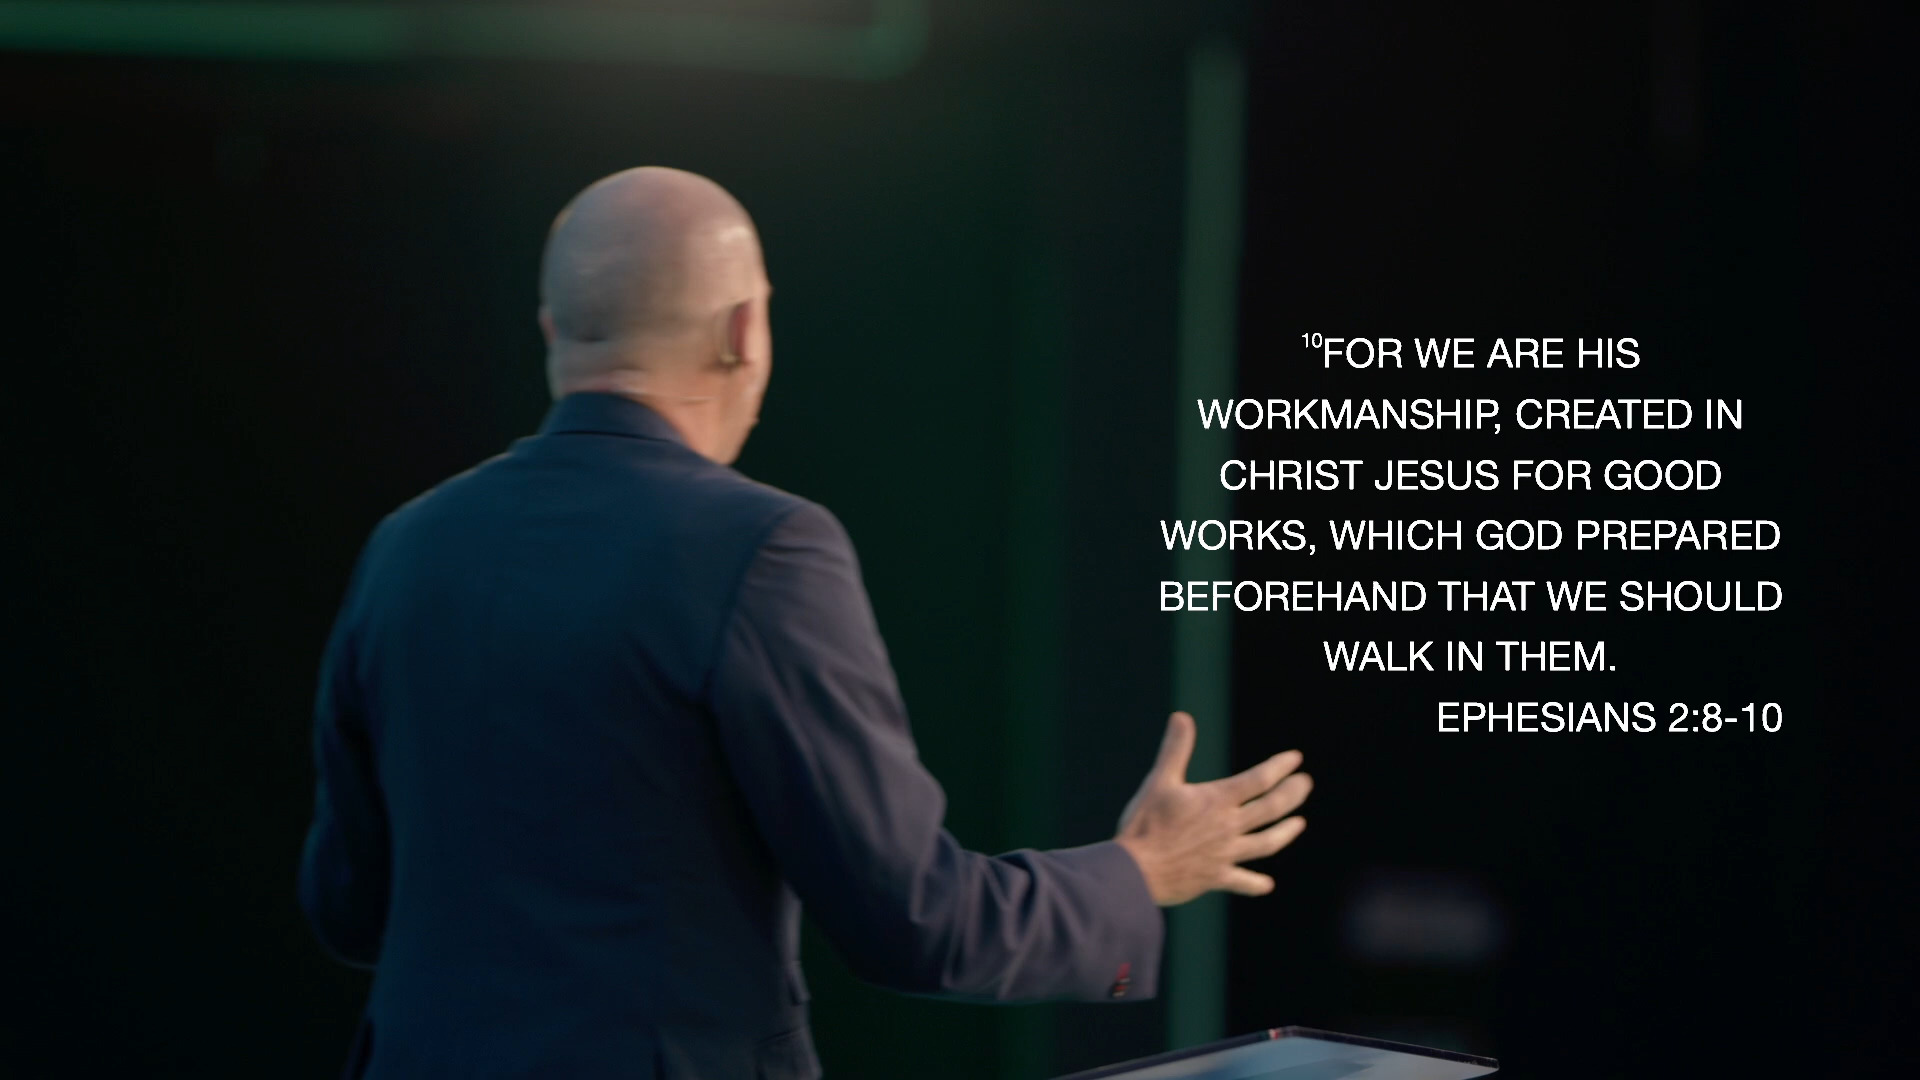 ¹⁰FOR WE ARE HIS
WORKMANSHIP, CREATED IN
CHRIST JESUS FOR GOOD
WORKS, WHICH GOD PREPARED
BEFOREHAND THAT WE SHOULD
WALK IN THEM.
EPHESIANS 2:8-10